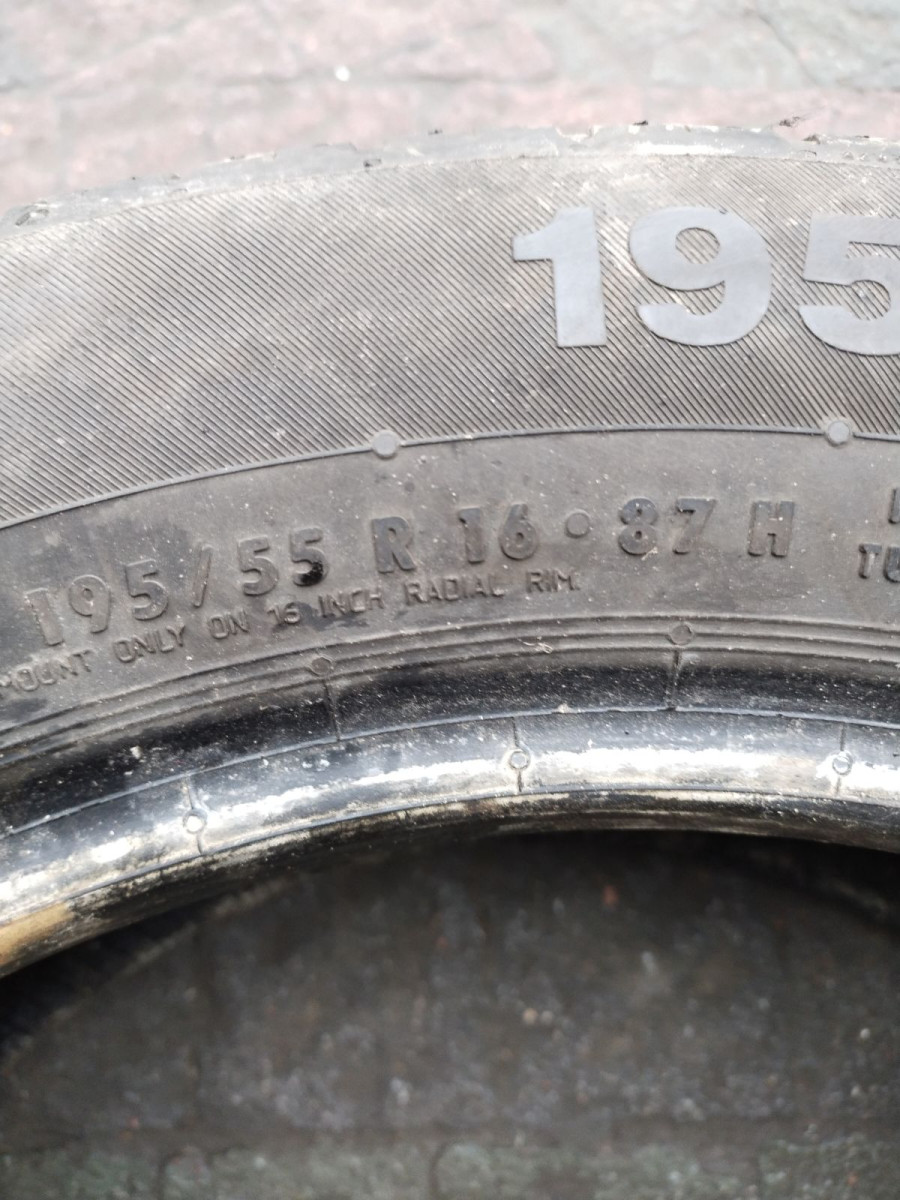 195
195/55 R 16 • 87 H
MOUNT ONLY ON 16 INCH RADIAL RIM.